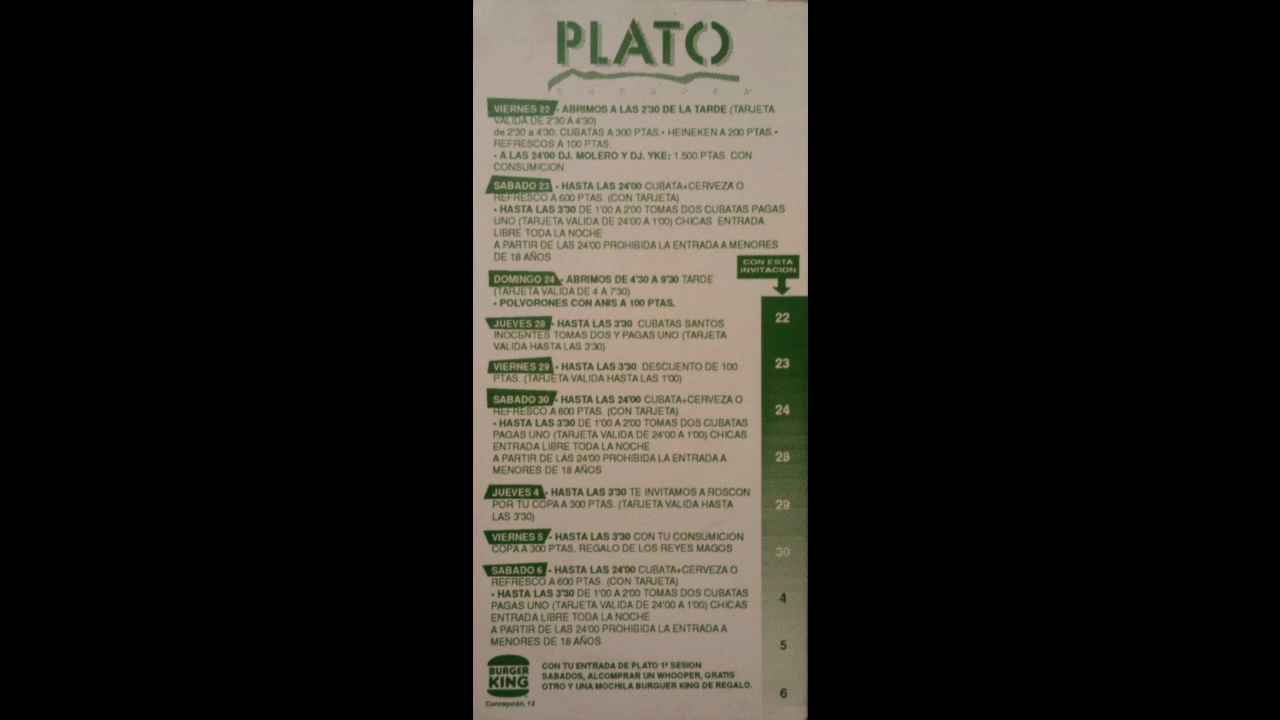 PLATO
CORDOBA
VIERNES 22 • ABRIMOS A LAS 2'30 DE LA TARDE (TARJETA
VALIDA DE 2'30 A 4'30)
de 2'30 a 4'30: CUBATAS A 300 PTAS.• HEINEKEN A 200 PTAS.•
REFRESCOS A 100 PTAS.
• A LAS 24'00 DJ. MOLERO Y DJ. YKE: 1.500 PTAS. CON
CONSUMICION.
SABADO 23 • HASTA LAS 24'00 CUBATA+CERVEZA O
REFRESCO A 600 PTAS. (CON TARJETA)
• HASTA LAS 3'30 DE 1'00 A 2'00 TOMAS DOS CUBATAS PAGAS
UNO (TARJETA VALIDA DE 24'00 A 1'00) CHICAS ENTRADA
LIBRE TODA LA NOCHE
A PARTIR DE LAS 24'00 PROHIBIDA LA ENTRADA A MENORES
DE 18 AÑOS
DOMINGO 24 • ABRIMOS DE 4'30 A 9'30 TARDE
(TARJETA VALIDA DE 4 A 7'30)
• POLVORONES CON ANIS A 100 PTAS.
JUEVES 28 • HASTA LAS 3'30 CUBATAS SANTOS
INOCENTES TOMAS DOS Y PAGAS UNO (TARJETA
VALIDA HASTA LAS 3'30)
VIERNES 29 • HASTA LAS 3'30 DESCUENTO DE 100
PTAS. (TARJETA VALIDA HASTA LAS 1'00)
SABADO 30 • HASTA LAS 24'00 CUBATA+CERVEZA O
REFRESCO A 600 PTAS. (CON TARJETA)
• HASTA LAS 3'30 DE 1'00 A 2'00 TOMAS DOS CUBATAS
PAGAS UNO (TARJETA VALIDA DE 24'00 A 1'00) CHICAS
ENTRADA LIBRE TODA LA NOCHE
A PARTIR DE LAS 24'00 PROHIBIDA LA ENTRADA A
MENORES DE 18 AÑOS
JUEVES 4 • HASTA LAS 3'30 TE INVITAMOS A ROSCON
POR TU COPA A 300 PTAS. (TARJETA VALIDA HASTA
LAS 3'30)
VIERNES 5 • HASTA LAS 3'30 CON TU CONSUMICION
COPA A 300 PTAS. REGALO DE LOS REYES MAGOS
SABADO 6 • HASTA LAS 24'00 CUBATA+CERVEZA O
REFRESCO A 600 PTAS. (CON TARJETA)
• HASTA LAS 3'30 DE 1'00 A 2'00 TOMAS DOS CUBATAS
PAGAS UNO (TARJETA VALIDA DE 24'00 A 1'00) CHICAS
ENTRADA LIBRE TODA LA NOCHE
A PARTIR DE LAS 24'00 PROHIBIDA LA ENTRADA A
MENORES DE 18 AÑOS
CON ESTA
INVITACION
22
23
24
28
29
30
4
5
6
BURGER
KING
Concepción, 12
CON TU ENTRADA DE PLATO 1ª SESION
SABADOS, ALCOMPRAR UN WHOOPER, GRATIS
OTRO Y UNA MOCHILA BURGUER KING DE REGALO.